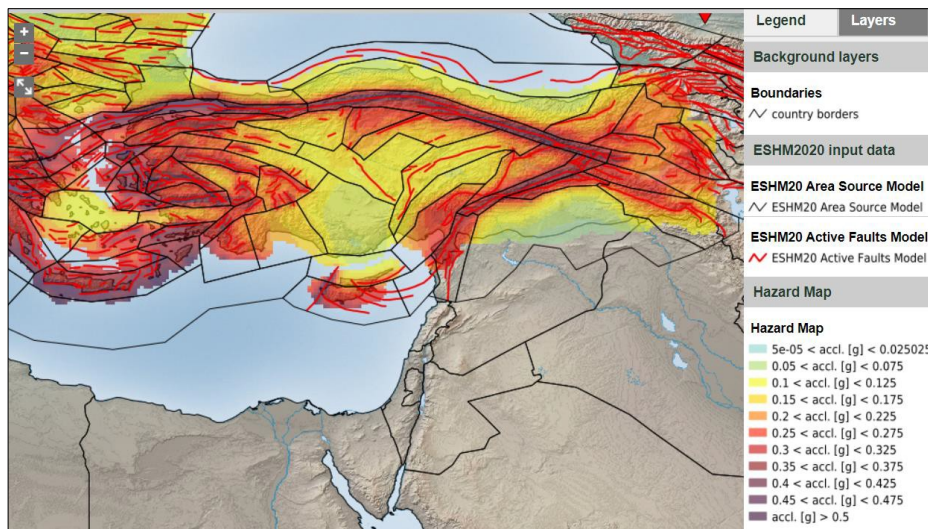 +
−
Legend Layers
Background layers
Boundaries
country borders
ESHM2020 input data
ESHM20 Area Source Model
ESHM20 Area Source Model
ESHM20 Active Faults Model
ESHM20 Active Faults Model
Hazard Map
Hazard Map
5e-05 < accl. [g] < 0.025025
0.05 < accl. [g] < 0.075
0.1 < accl. [g] < 0.125
0.15 < accl. [g] < 0.175
0.2 < accl. [g] < 0.225
0.25 < accl. [g] < 0.275
0.3 < accl. [g] < 0.325
0.35 < accl. [g] < 0.375
0.4 < accl. [g] < 0.425
0.45 < accl. [g] < 0.475
accl. [g] > 0.5